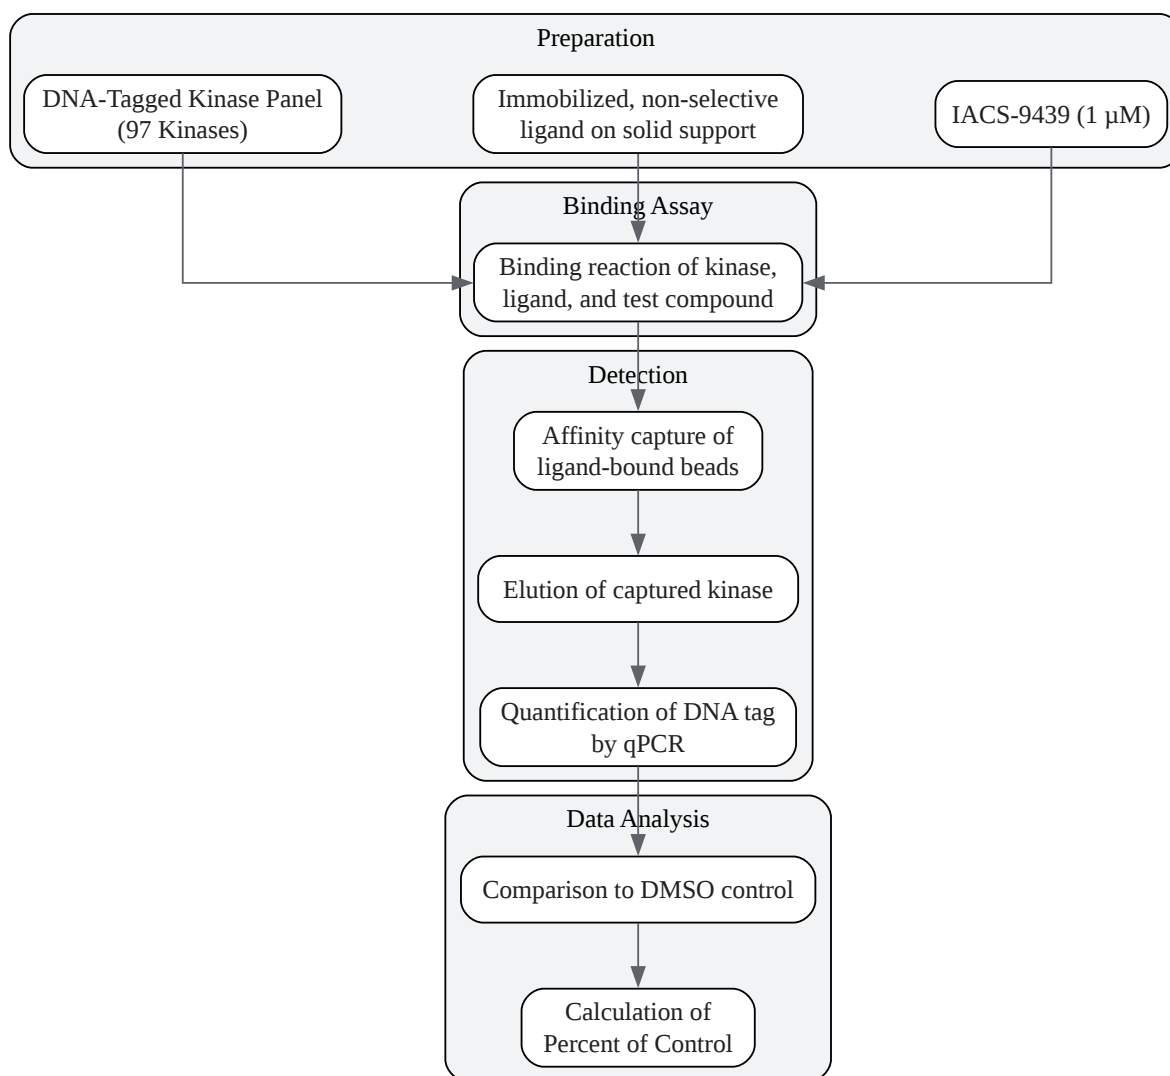 Preparation
DNA-Tagged Kinase Panel
(97 Kinases)
Immobilized, non-selective
ligand on solid support
IACS-9439 (1 µM)
Binding Assay
Binding reaction of kinase,
ligand, and test compound
Detection
Affinity capture of
ligand-bound beads
Elution of captured kinase
Quantification of DNA tag
by qPCR
Data Analysis
Comparison to DMSO control
Calculation of
Percent of Control